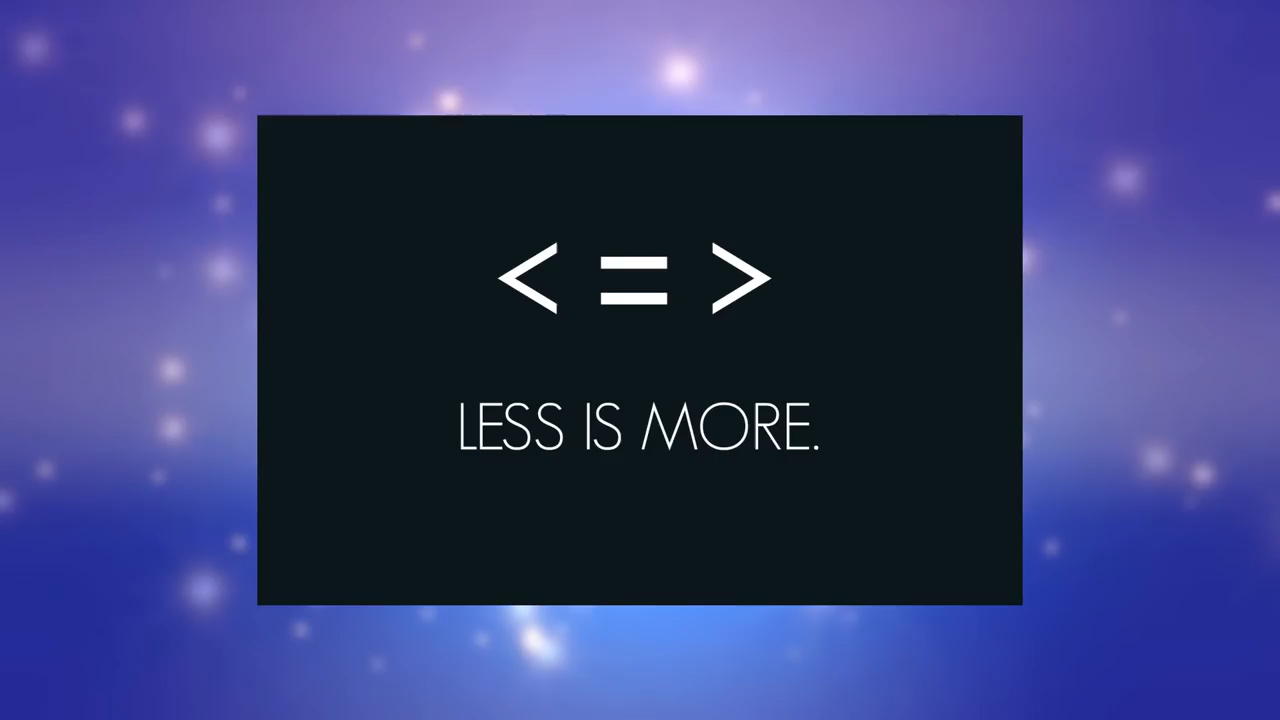 < = >
LESS IS MORE.